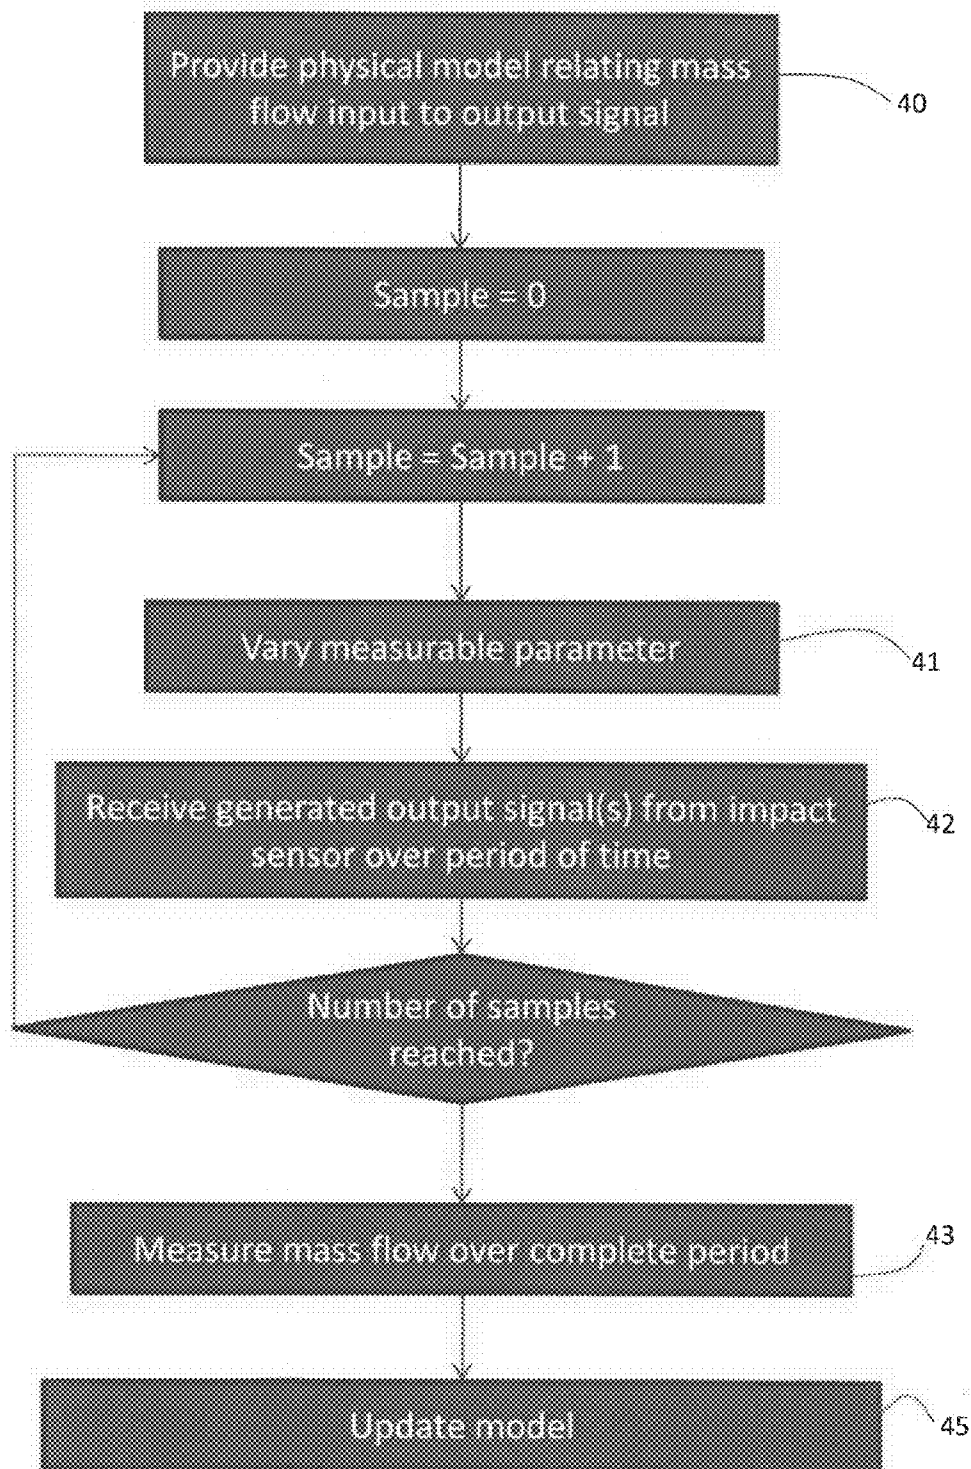 Provide physical model relating mass
flow input to output signal
40
Sample = 0
Sample = Sample + 1
Vary measurable parameter
41
Receive generated output signal(s) from impact
sensor over period of time
42
Number of samples
reached?
Measure mass flow over complete period
43
Update model
45